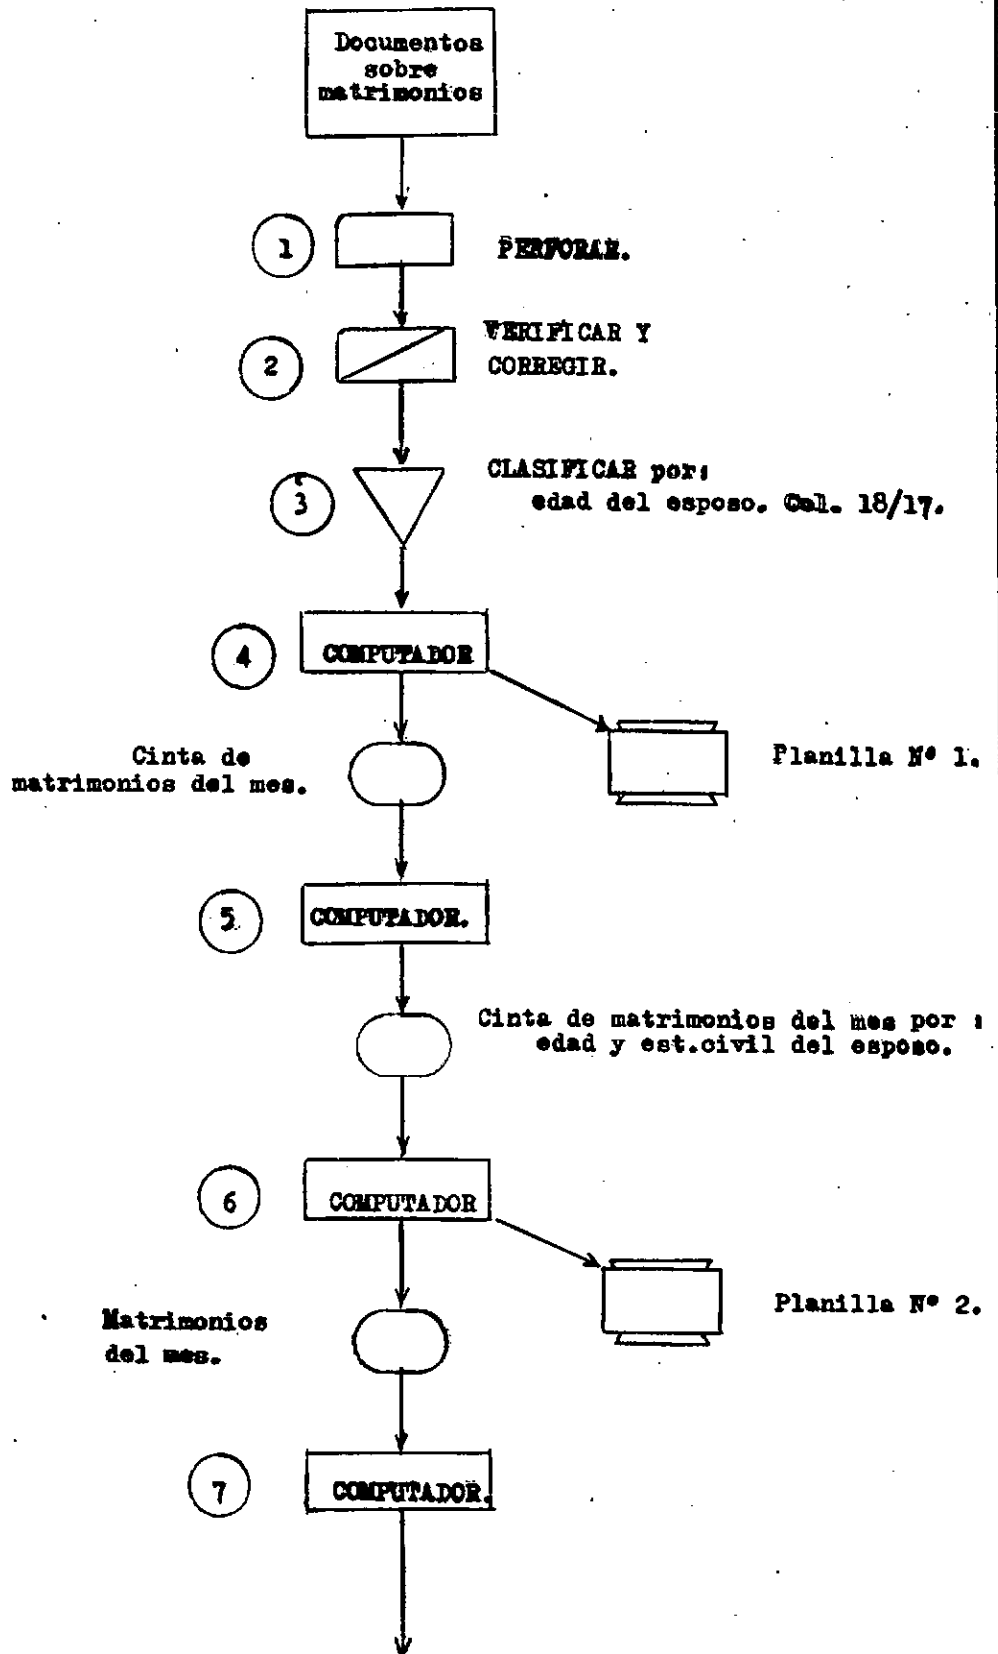 Documentos
sobre
matrimonios
1
PERFORAR.
2
VERIFICAR Y
CORREGIR.
3
CLASIFICAR por:
edad del esposo. Col. 18/17.
4
COMPUTADOR
Cinta de
matrimonios del mes.
Planilla Nº 1.
5
COMPUTADOR.
Cinta de matrimonios del mes por :
edad y est.civil del esposo.
6
COMPUTADOR
Matrimonios
del mes.
Planilla Nº 2.
7
COMPUTADOR.